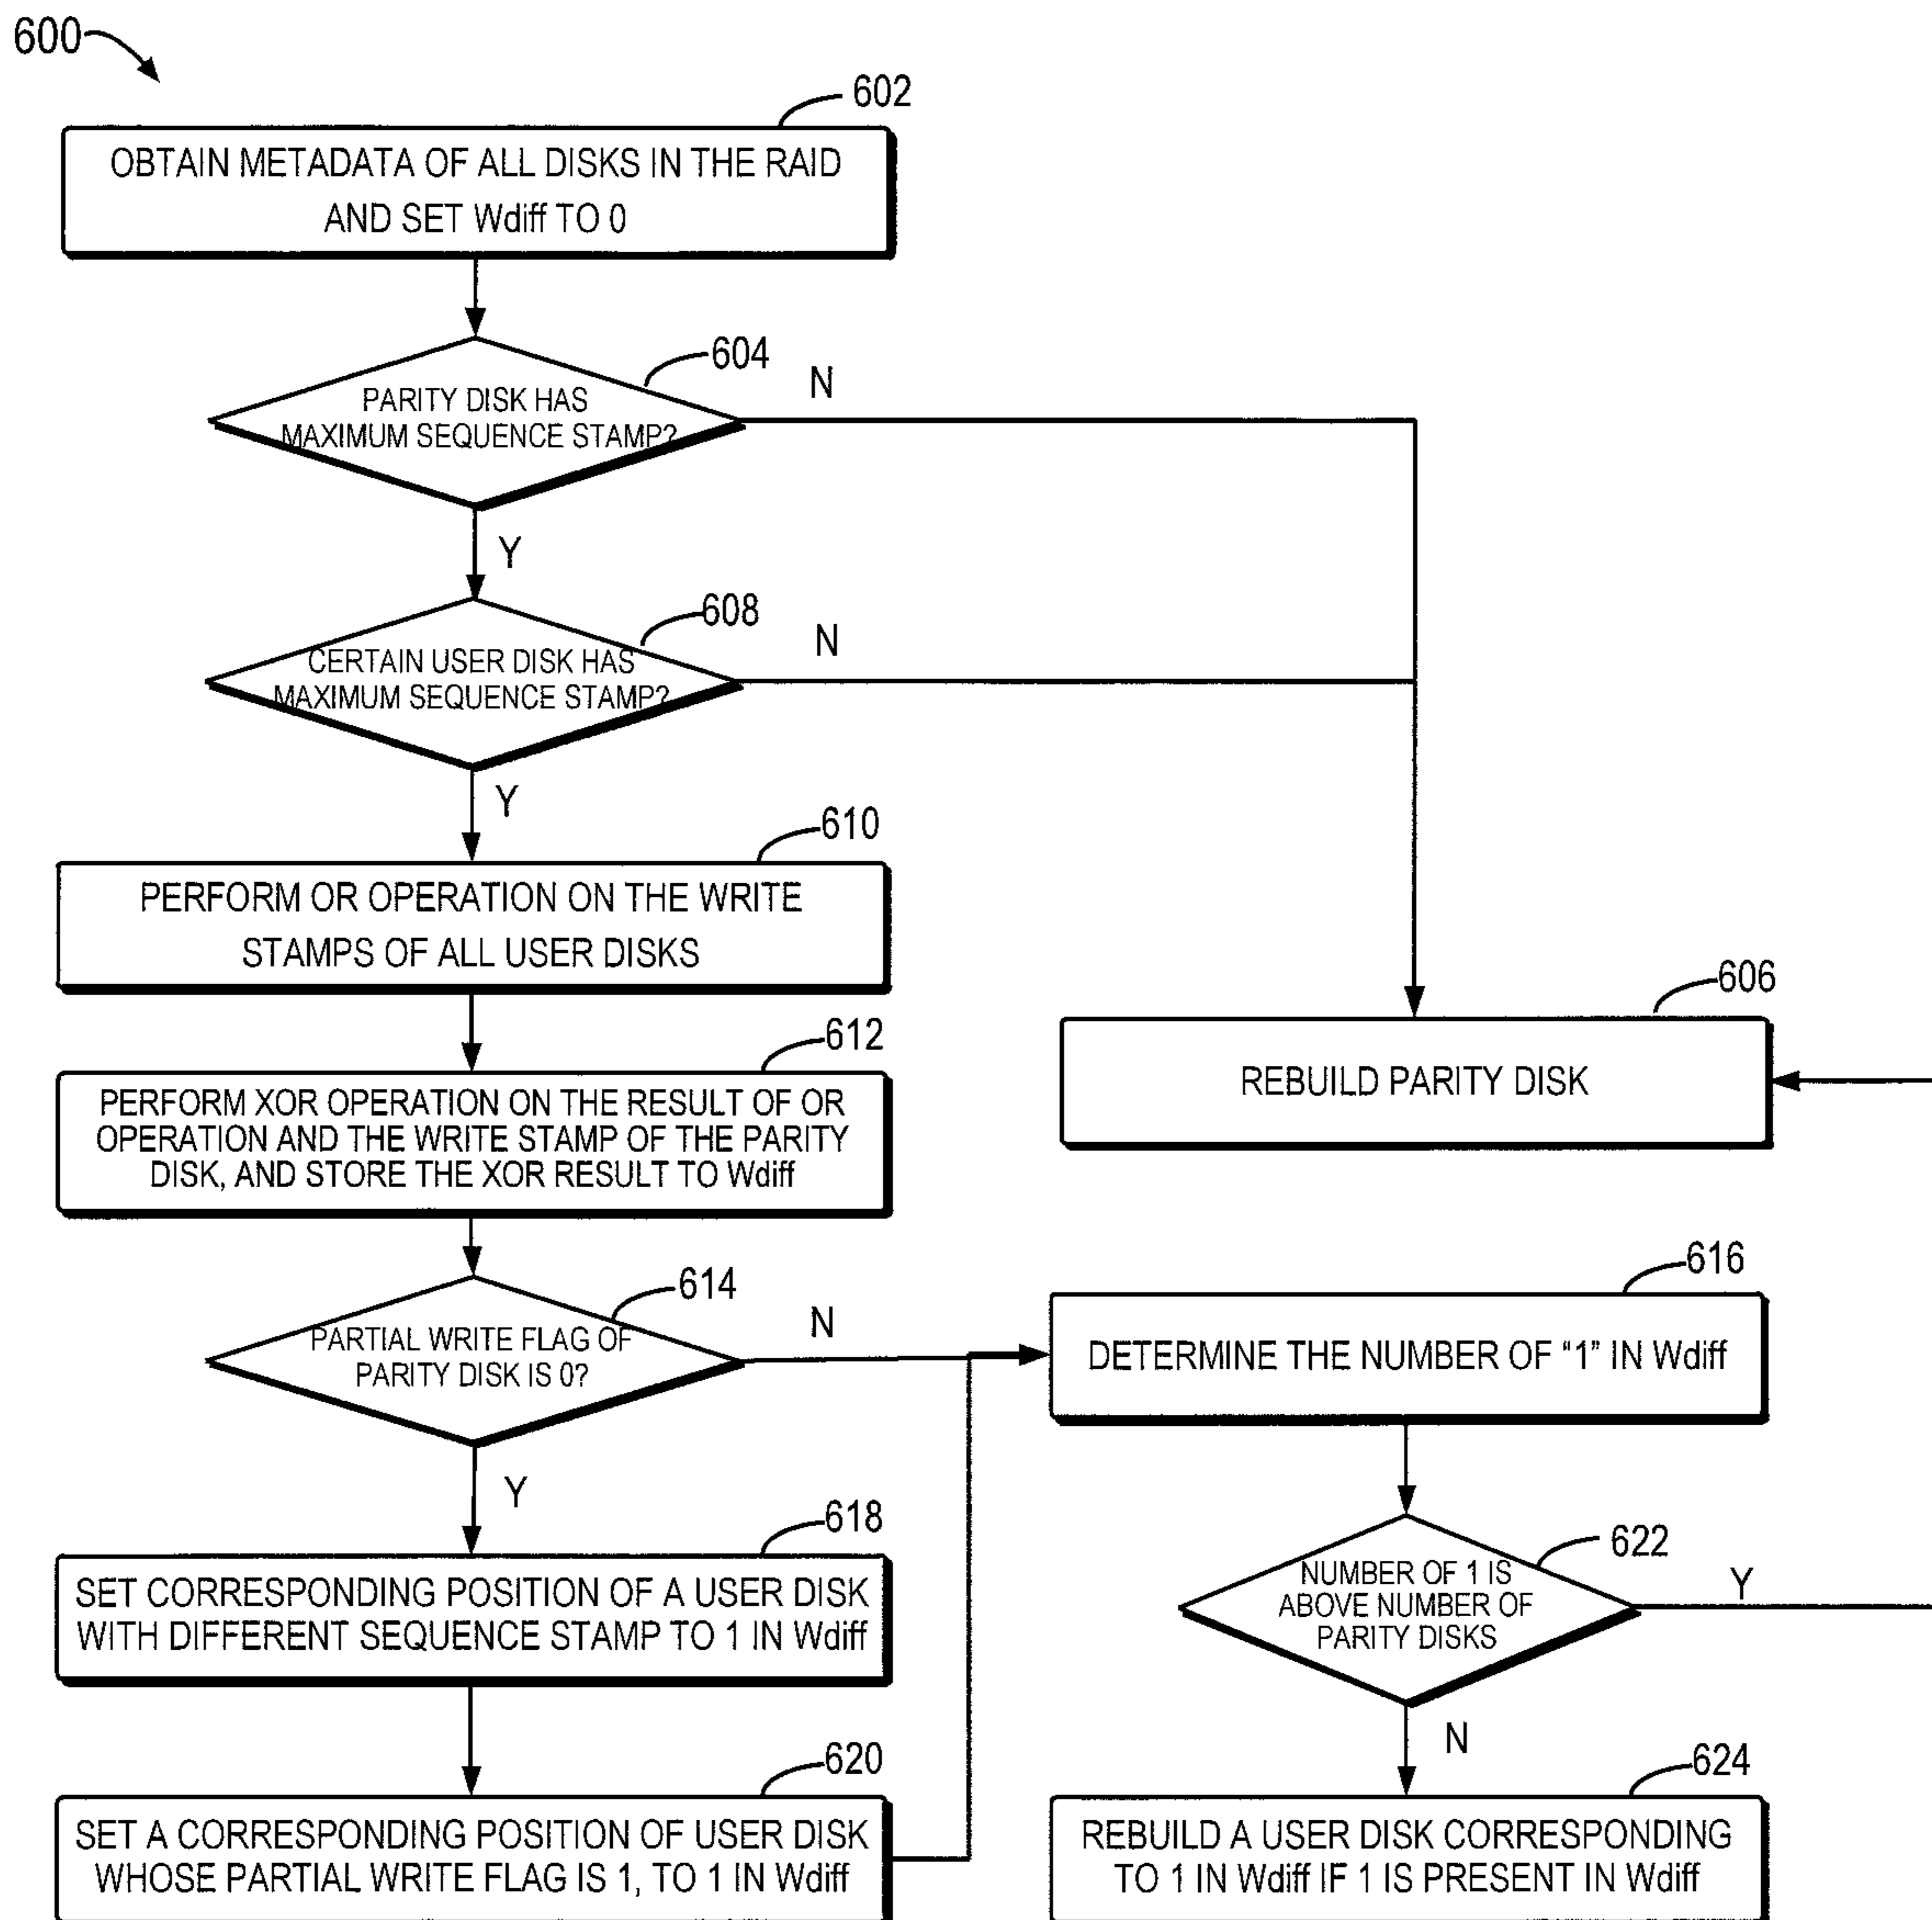 600
602
OBTAIN METADATA OF ALL DISKS IN THE RAID
AND SET Wdiff TO 0
604
PARITY DISK HAS
MAXIMUM SEQUENCE STAMP?
N
Y
608
CERTAIN USER DISK HAS
MAXIMUM SEQUENCE STAMP?
N
Y
610
PERFORM OR OPERATION ON THE WRITE
STAMPS OF ALL USER DISKS
606
REBUILD PARITY DISK
612
PERFORM XOR OPERATION ON THE RESULT OF OR
OPERATION AND THE WRITE STAMP OF THE PARITY
DISK, AND STORE THE XOR RESULT TO Wdiff
614
PARTIAL WRITE FLAG OF
PARITY DISK IS 0?
N
Y
616
DETERMINE THE NUMBER OF “1” IN Wdiff
618
SET CORRESPONDING POSITION OF A USER DISK
WITH DIFFERENT SEQUENCE STAMP TO 1 IN Wdiff
622
NUMBER OF 1 IS
ABOVE NUMBER OF
PARITY DISKS
Y
N
620
SET A CORRESPONDING POSITION OF USER DISK
WHOSE PARTIAL WRITE FLAG IS 1, TO 1 IN Wdiff
624
REBUILD A USER DISK CORRESPONDING
TO 1 IN Wdiff IF 1 IS PRESENT IN Wdiff